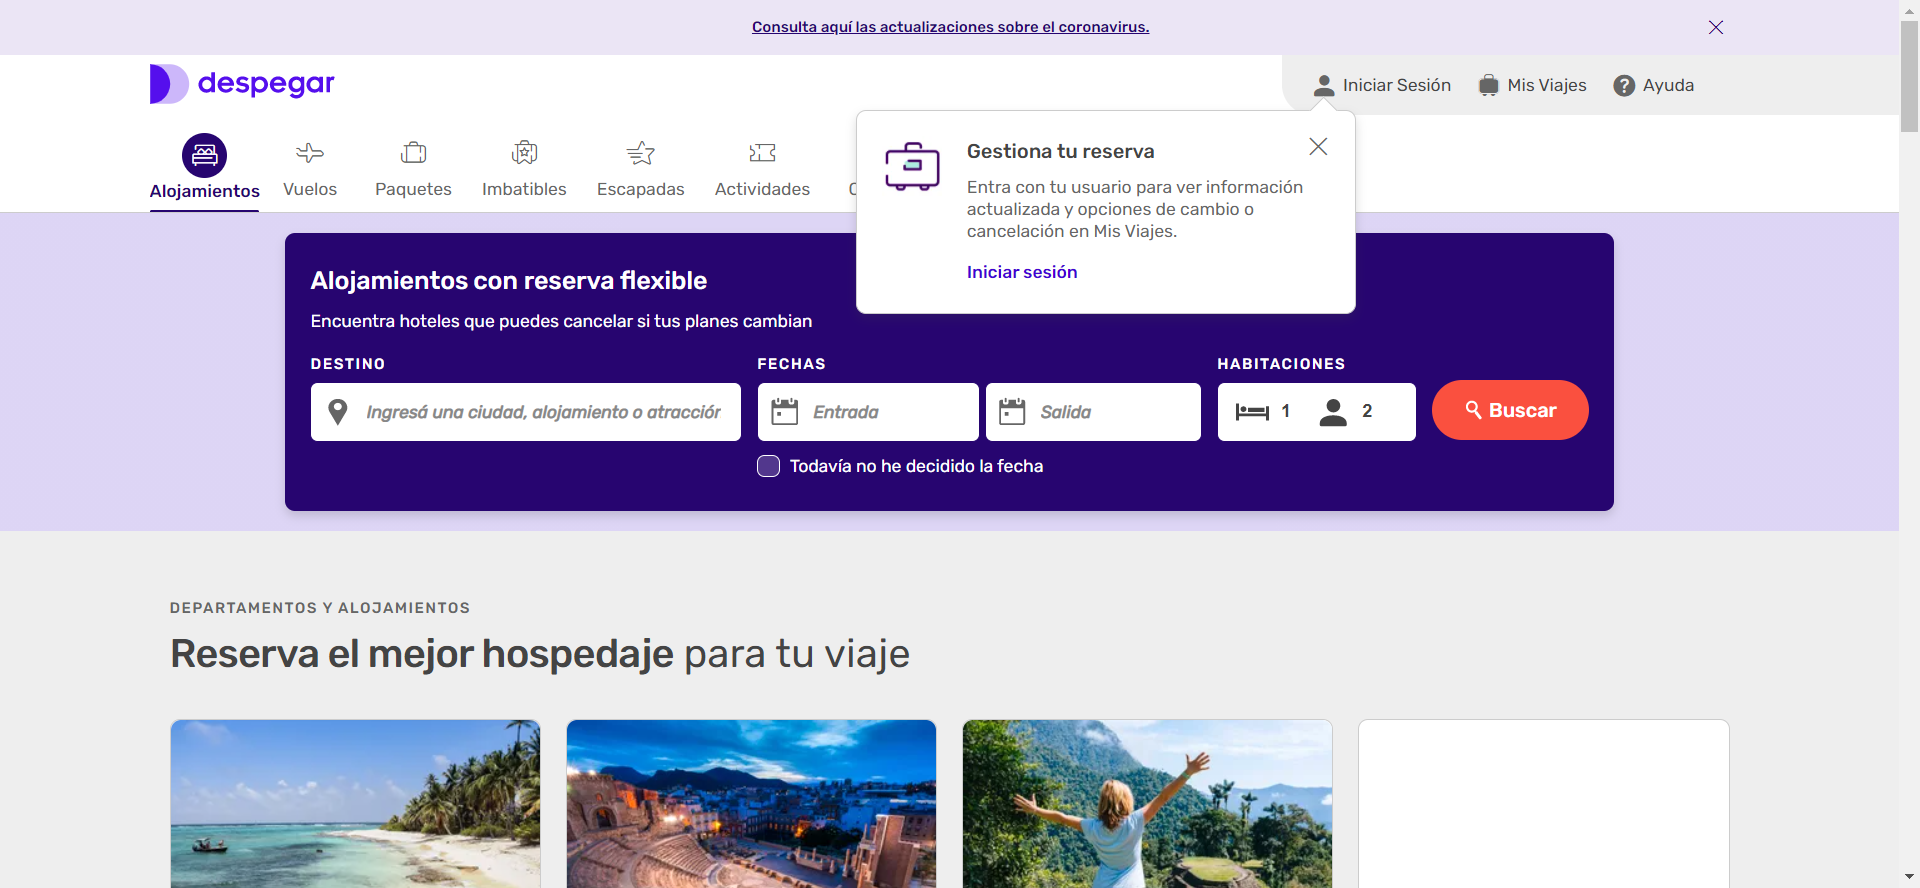 Consulta aquí las actualizaciones sobre el coronavirus.
despegar
Iniciar Sesión
Mis Viajes
Ayuda
Alojamientos
Vuelos
Paquetes
Imbatibles
Escapadas
Actividades
Gestiona tu reserva
Entra con tu usuario para ver información
actualizada y opciones de cambio o
cancelación en Mis Viajes.
Iniciar sesión
Alojamientos con reserva flexible
Encuentra hoteles que puedes cancelar si tus planes cambian
DESTINO
Ingresá una ciudad, alojamiento o atracción
FECHAS
Entrada
Salida
HABITACIONES
1
2
Buscar
Todavía no he decidido la fecha
DEPARTAMENTOS Y ALOJAMIENTOS
Reserva el mejor hospedaje para tu viaje